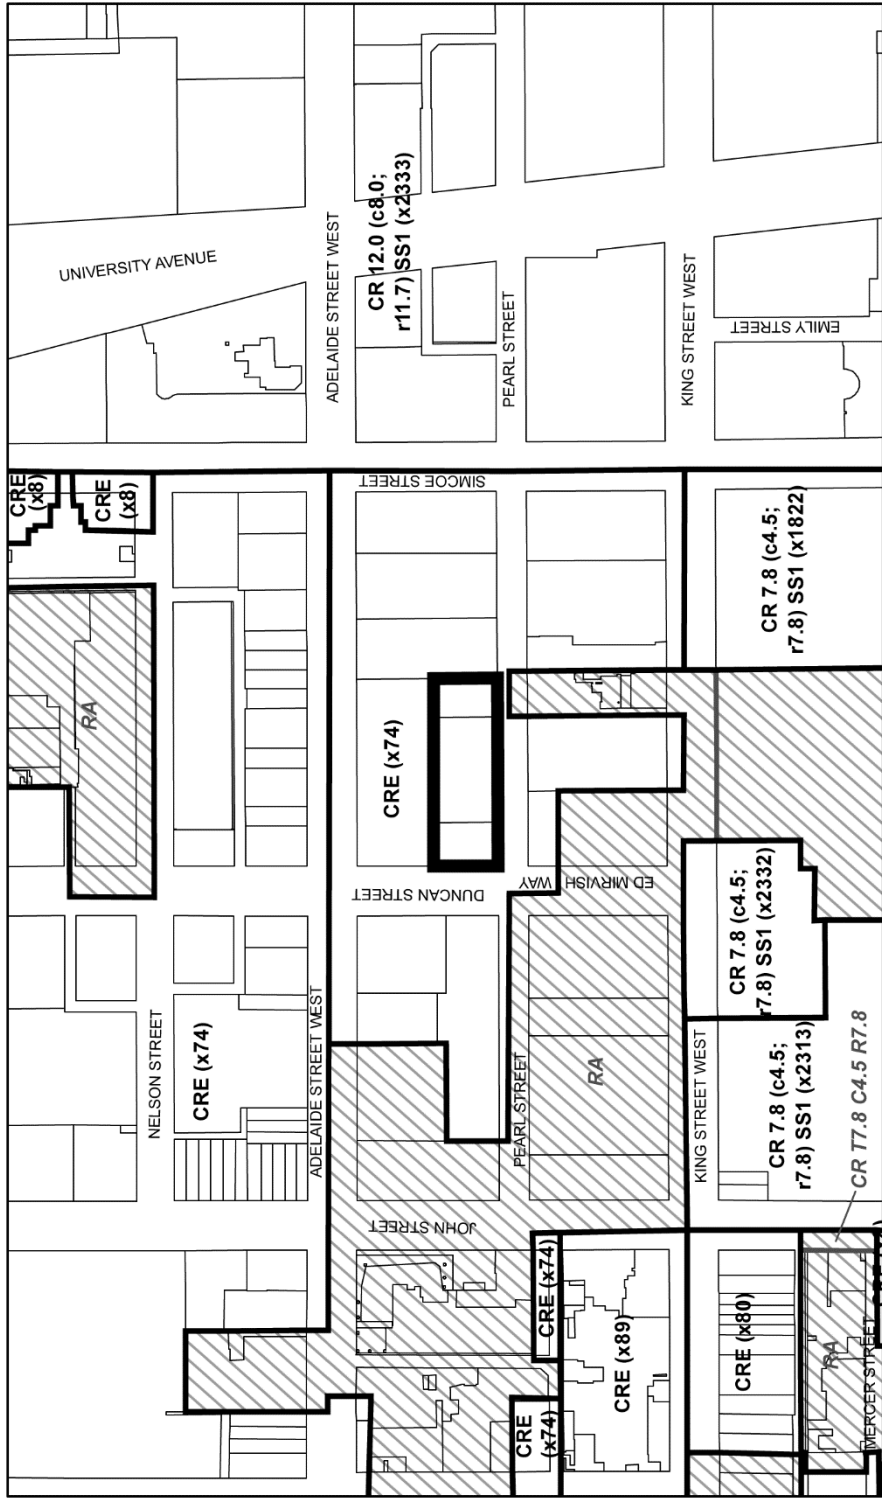 UNIVERSITY AVENUE
ADELAIDE STREET WEST
CR 12.0 (c8.0;
r11.7) SS1 (x2333)
PEARL STREET
KING STREET WEST
EMILY STREET
SIMCOE STREET
CRE
(x8)
CRE
(x8)
RA
CRE (x74)
CR 7.8 (c4.5;
r7.8) SS1 (x1822)
DUNCAN STREET
ED MIRVISH
WAY
CR 7.8 (c4.5;
r7.8) SS1 (x2332)
NELSON STREET
CRE (x74)
ADELAIDE STREET WEST
PEARL STREET
RA
KING STREET WEST
CR 7.8 (c4.5;
r7.8) SS1 (x2313)
CR T7.8 C4.5 R7.8
JOHN STREET
CRE (x74)
CRE (x89)
CRE (x80)
RA
MERCER STREET
CRE
(x74)